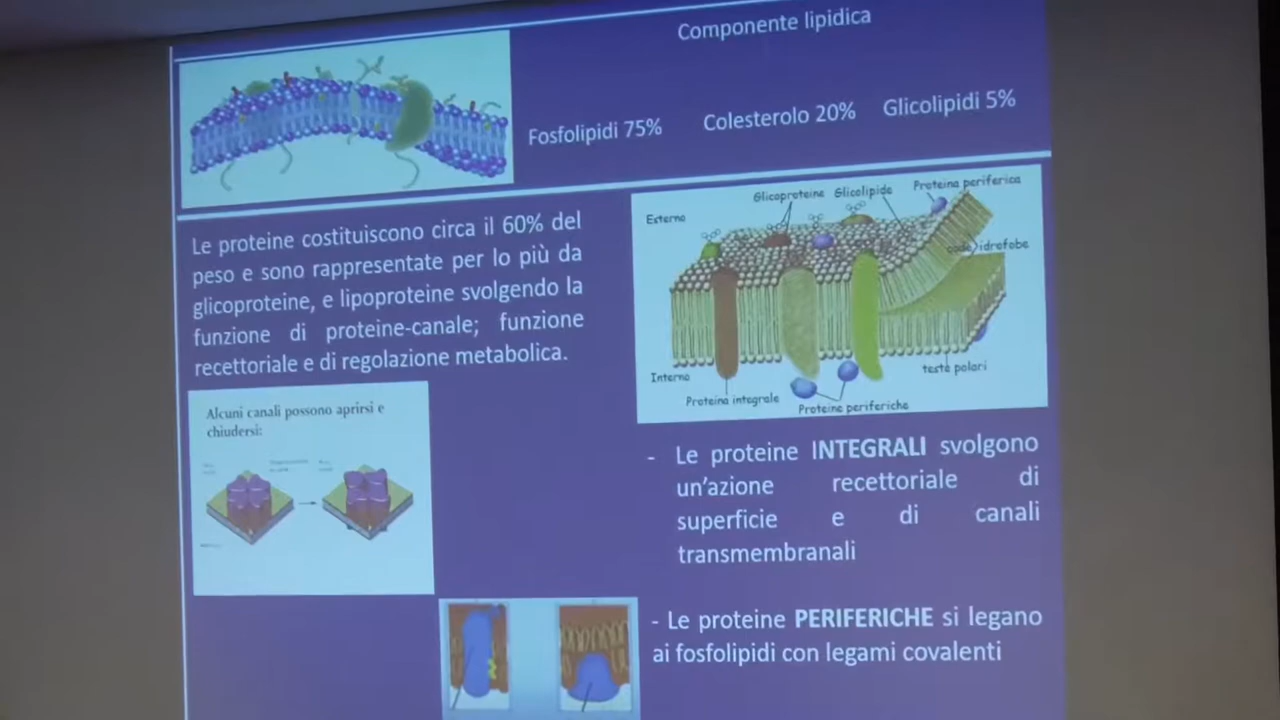 Componente lipidica
Fosfolipidi 75%
Colesterolo 20%
Glicolipidi 5%
Le proteine costituiscono circa il 60% del
peso e sono rappresentate per lo più da
glicoproteine, e lipoproteine svolgendo la
funzione di proteine-canale; funzione
recettoriale e di regolazione metabolica.
Esterno
Glicoproteine
Glicolipide
Proteina periferica
code idrofobe
Interno
Proteina integrale
Proteine periferiche
teste polari
Alcuni canali possono aprirsi e
chiudersi:
- Le proteine INTEGRALI svolgono
un'azione recettoriale di
superficie e di canali
transmembranali
- Le proteine PERIFERICHE si legano
ai fosfolipidi con legami covalenti